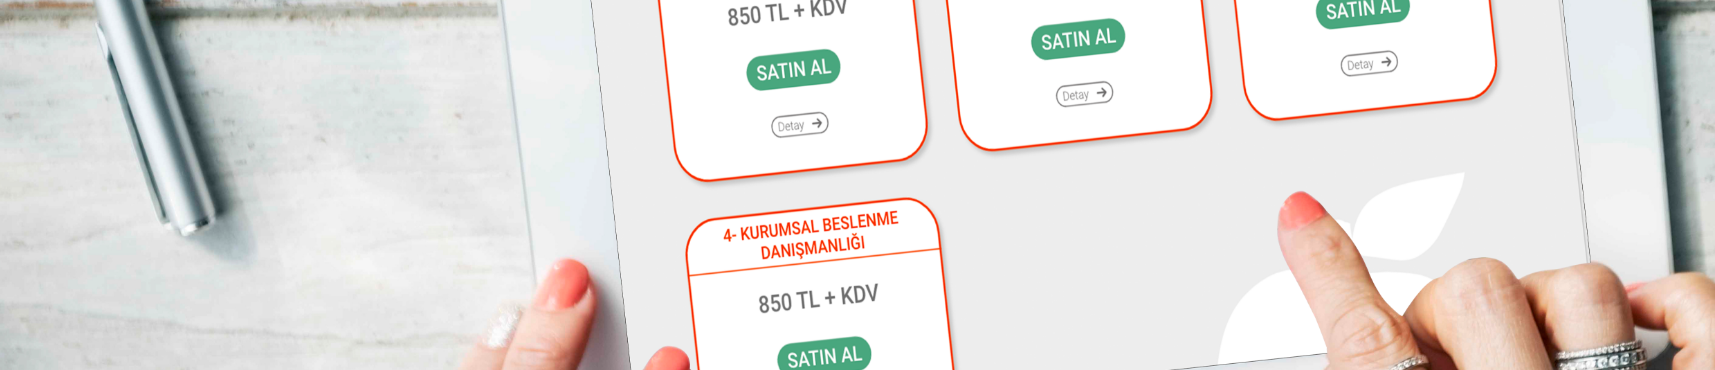 850 TL + KDV
SATIN AL
Detay
SATIN AL
Detay
SATIN AL
Detay
4- KURUMSAL BESLENME
DANIŞMANLIĞI
850 TL + KDV
SATIN AL